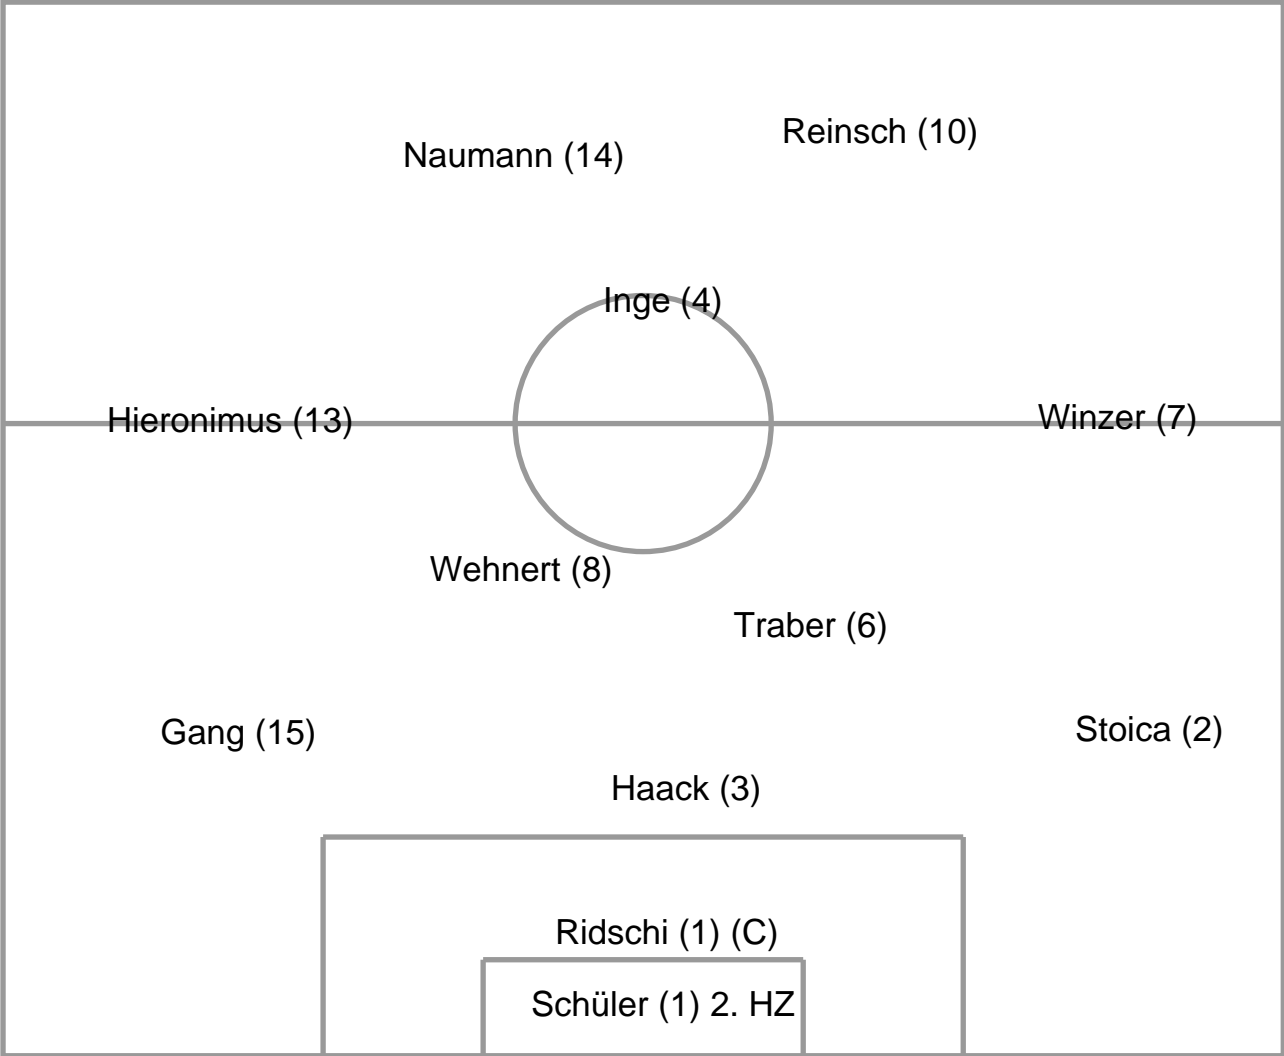 Reinsch (10)
Naumann (14)
Inge (4)
Hieronimus (13)
Winzer (7)
Wehnert (8)
Traber (6)
Gang (15)
Stoica (2)
Haack (3)
Ridschi (1) (C)
Schüler (1) 2. HZ